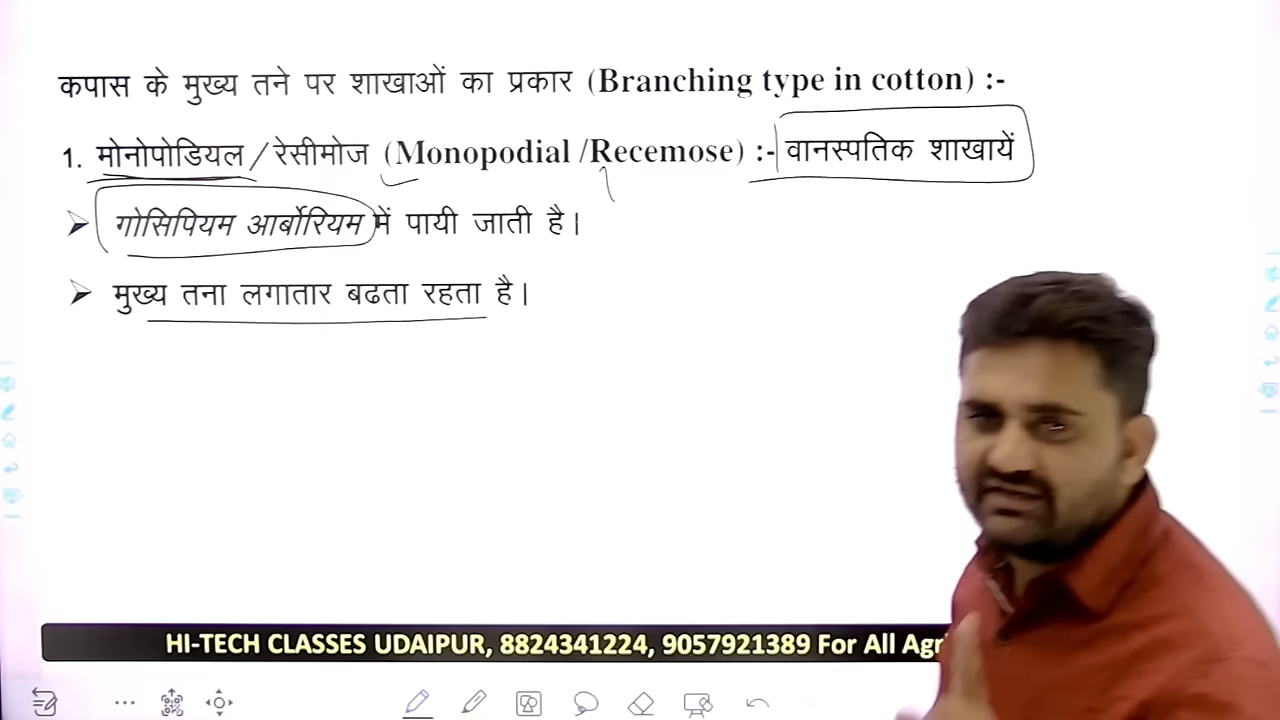 कपास के मुख्य तने पर शाखाओं का प्रकार (Branching type in cotton) :-
1. मोनोपोडियल/रेसीमोज (Monopodial /Recemose) :- वानस्पतिक शाखायें
➤ गोसिपियम आर्बोरियम में पायी जाती है।
➤ मुख्य तना लगातार बढता रहता है।
HI-TECH CLASSES UDAIPUR, 8824341224, 9057921389 For All Agri